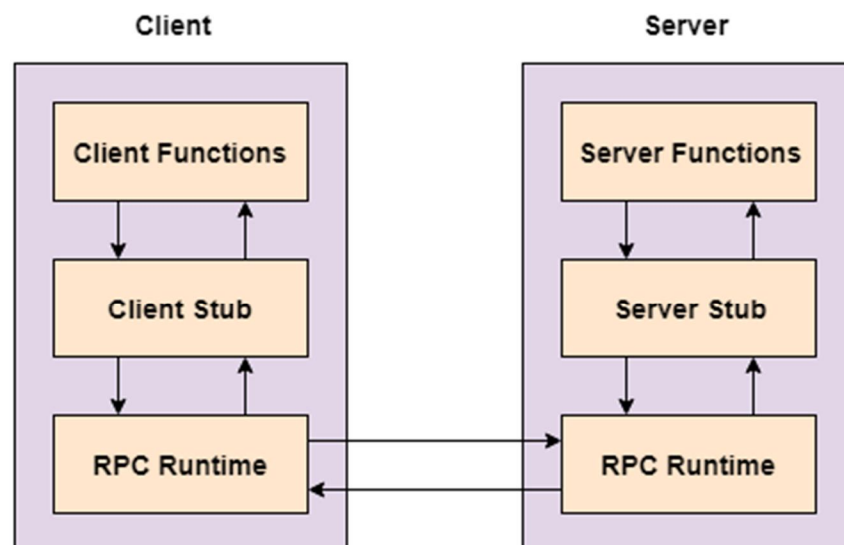 Client
Server
Client Functions
Server Functions
Client Stub
Server Stub
RPC Runtime
RPC Runtime